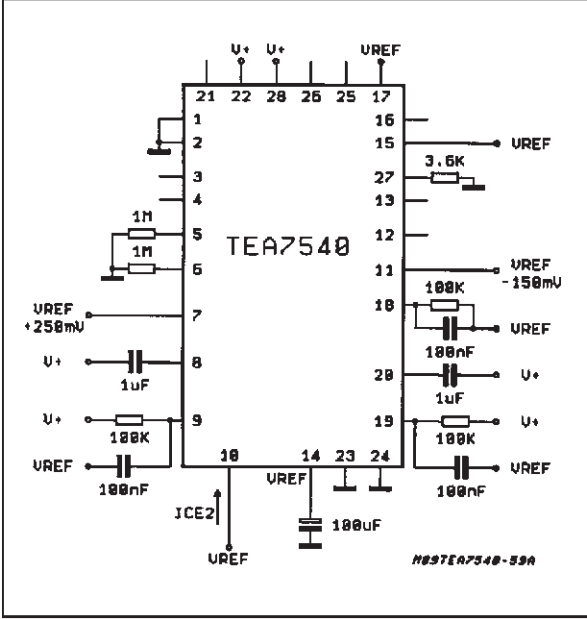 V+ V+ VREF
21 22 28 26 25 17
1 16
2 15 VREF
3.6K
3 27
4 13
1M
5 12
1M
TEA7540
6 11 VREF
-150mV
100K
18
VREF
+250mV
7
VREF
100nF
V+ 8 20 V+
1uF 1uF
V+ 9 19 V+
100K 100K
VREF 10 14 23 24 VREF
100nF VREF 100nF
ICE2
100uF
VREF
M89TEA7540-59A